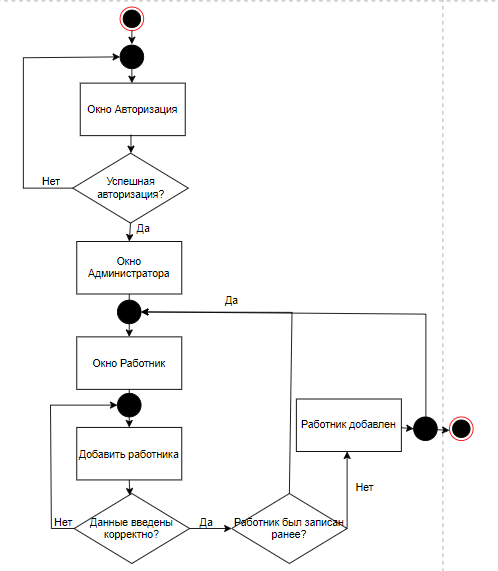 Окно Авторизация
Нет
Успешная
авторизация?
Да
Окно
Администратора
Да
Окно Работник
Добавить работника
Работник добавлен
Нет
Нет
Данные введены
корректно?
Да
Работник был записан
ранее?